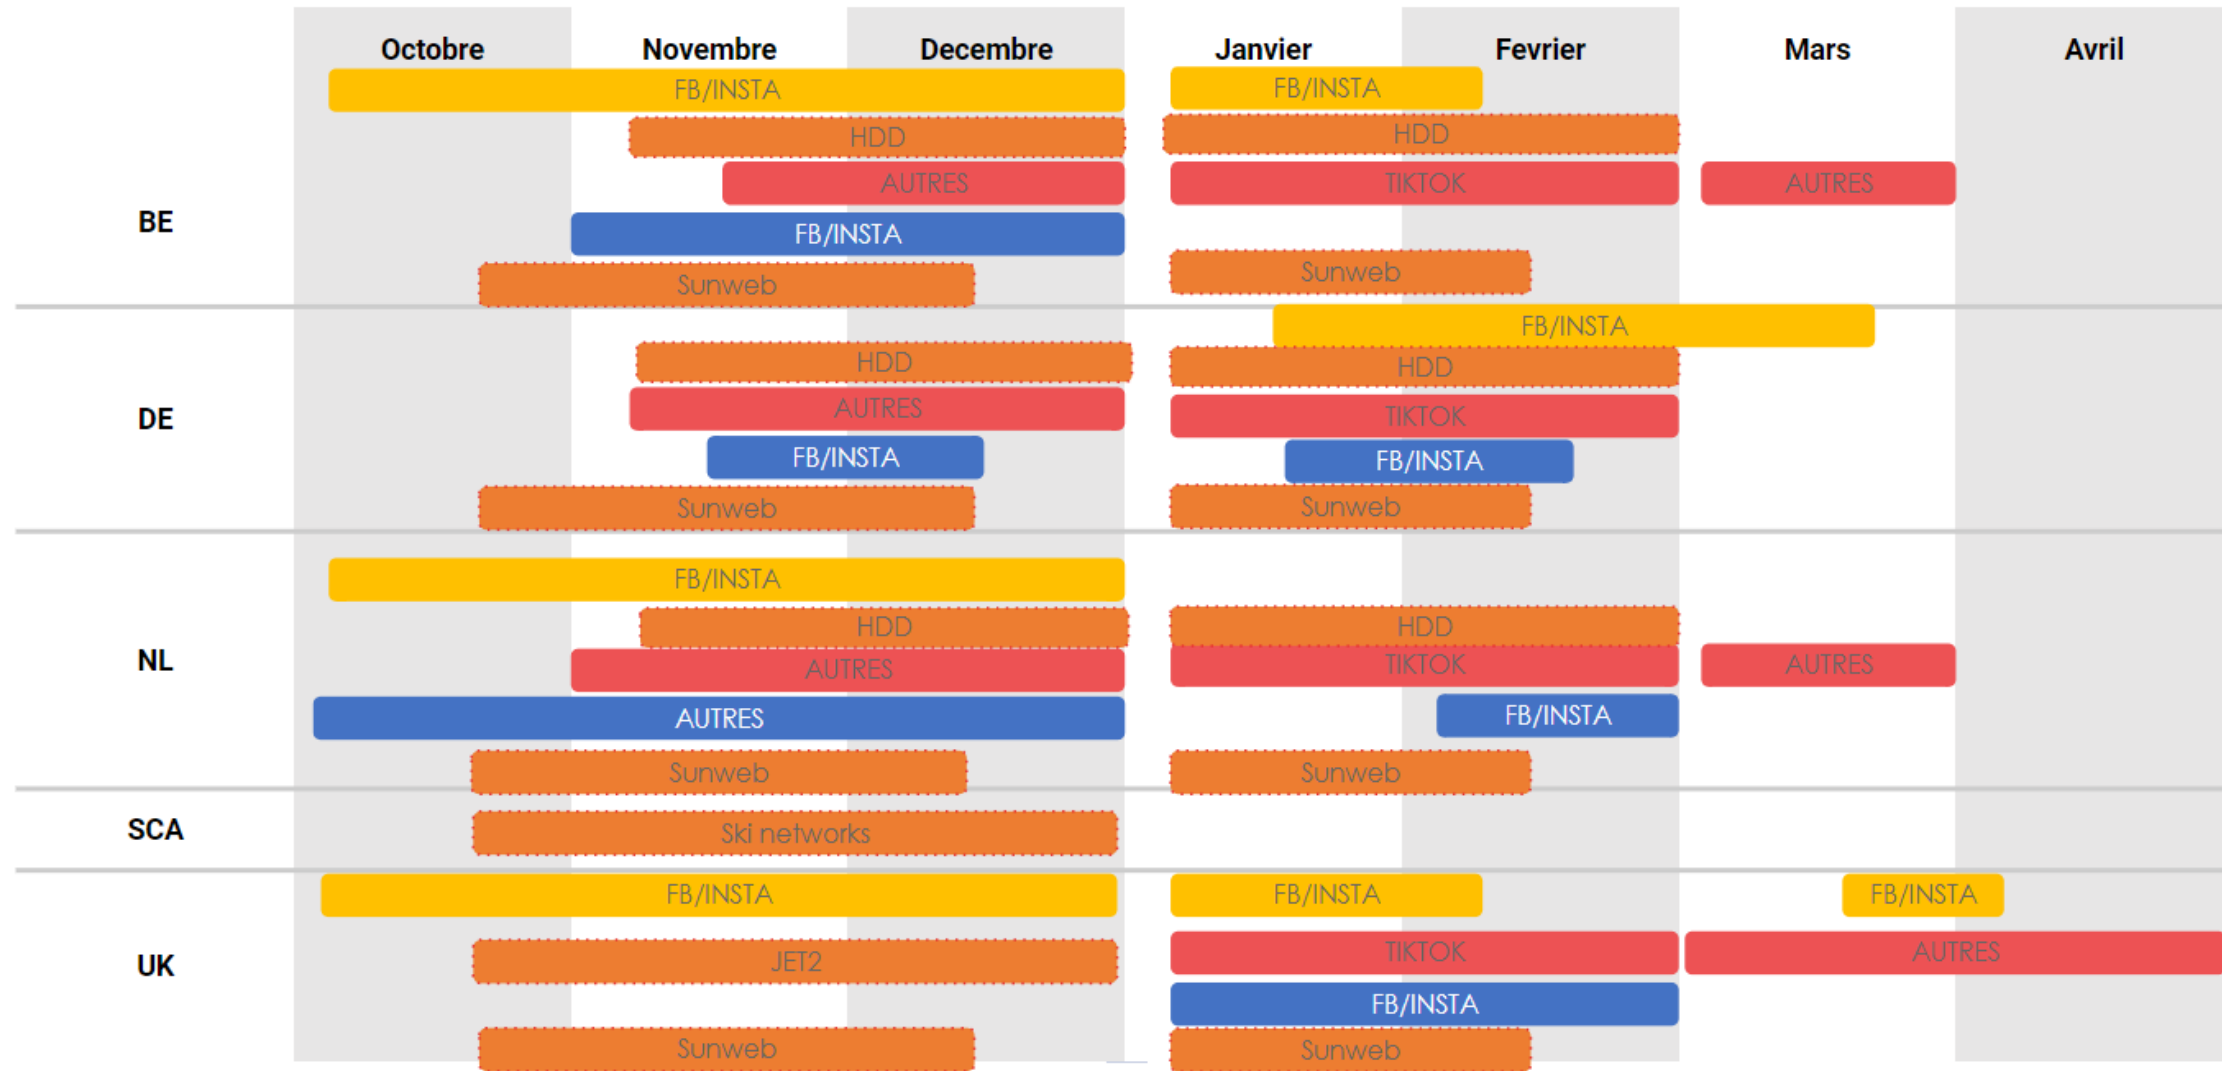 Octobre Novembre Decembre Janvier Fevrier Mars Avril
FB/INSTA FB/INSTA
HDD HDD
AUTRES TIKTOK AUTRES
BE
FB/INSTA
Sunweb Sunweb
FB/INSTA
HDD HDD
AUTRES TIKTOK
DE
FB/INSTA FB/INSTA
Sunweb Sunweb
FB/INSTA
HDD HDD
NL
AUTRES TIKTOK AUTRES
AUTRES FB/INSTA
Sunweb Sunweb
SCA
Ski networks
FB/INSTA FB/INSTA FB/INSTA
UK
JET2 TIKTOK AUTRES
FB/INSTA
Sunweb Sunweb